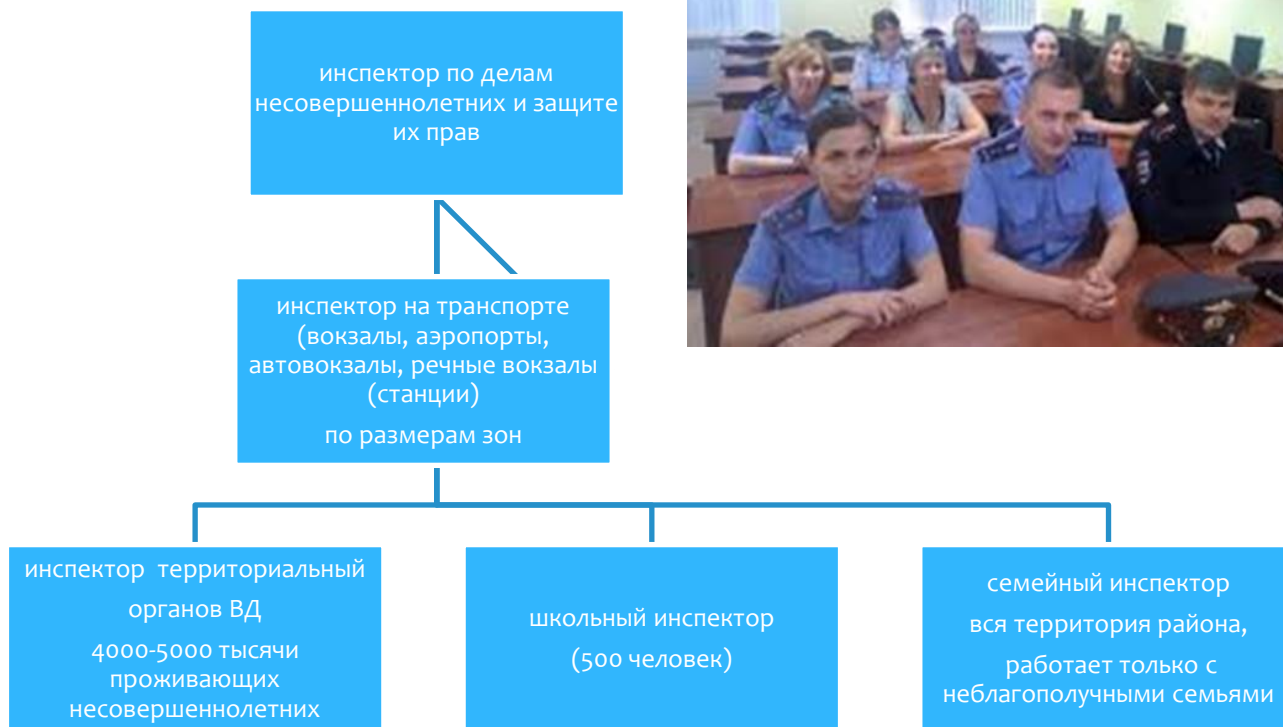 инспектор по делам
несовершеннолетних и защите
их прав
инспектор на транспорте
(вокзалы, аэропорты,
автовокзалы, речные вокзалы
(станции)
по размерам зон
инспектор территориальный
органов ВД
4000-5000 тысячи
проживающих
несовершеннолетних
школьный инспектор
(500 человек)
семейный инспектор
вся территория района,
работает только с
неблагополучными семьями